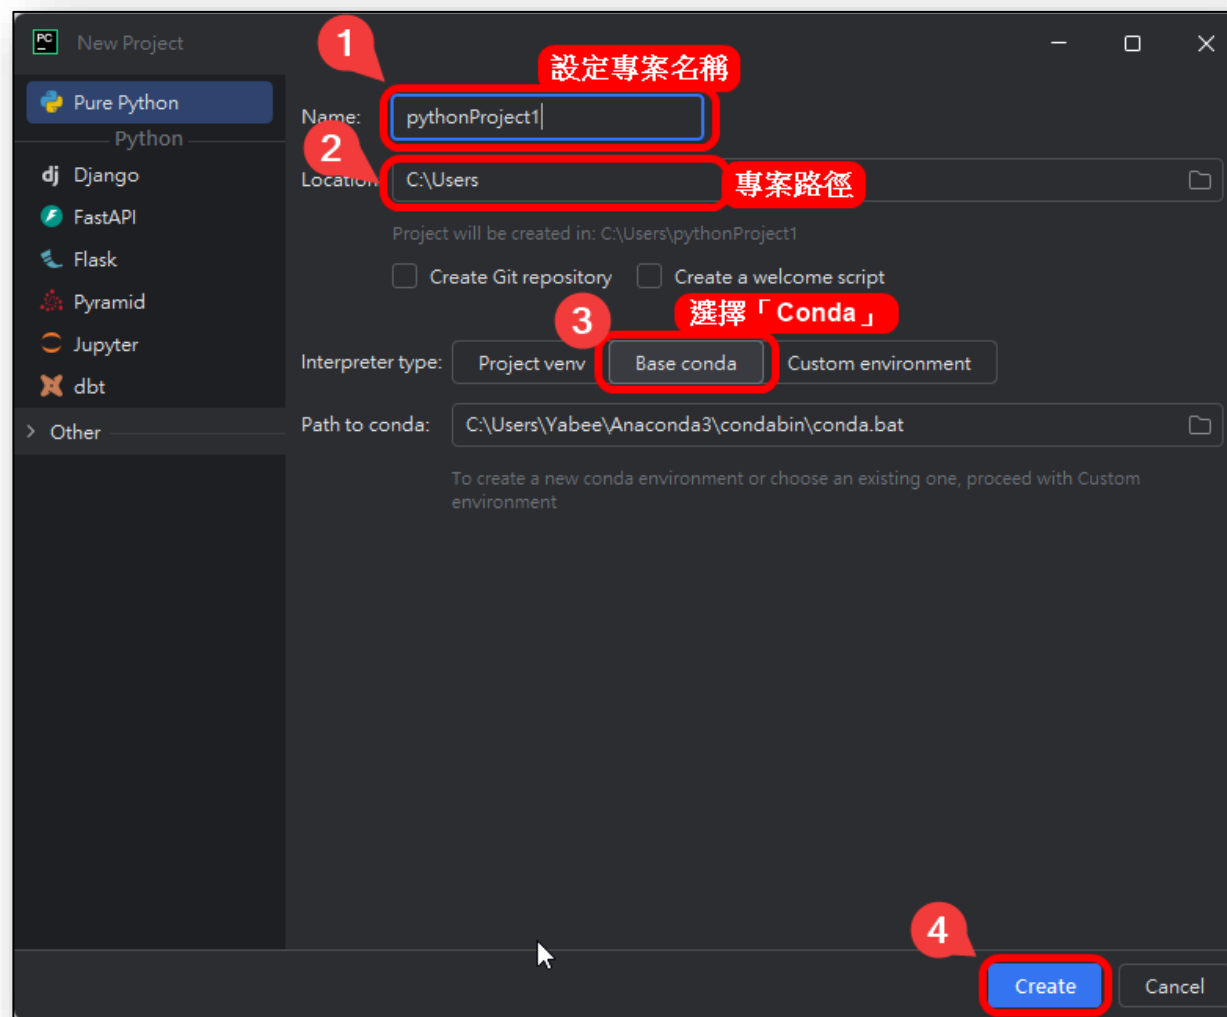 New Project
1
設定專案名稱
Pure Python
Name:
pythonProject1
Python
2
Django
Location
C:\Users
專案路徑
FastAPI
Project will be created in: C:\Users\pythonProject1
Flask
Create Git repository
Create a welcome script
Pyramid
選擇「Conda」
3
Jupyter
Interpreter type:
Project venv
Base conda
Custom environment
dbt
Other
Path to conda:
C:\Users\Yabee\Anaconda3\condabin\conda.bat
To create a new conda environment or choose an existing one, proceed with Custom
environment
4
Create
Cancel